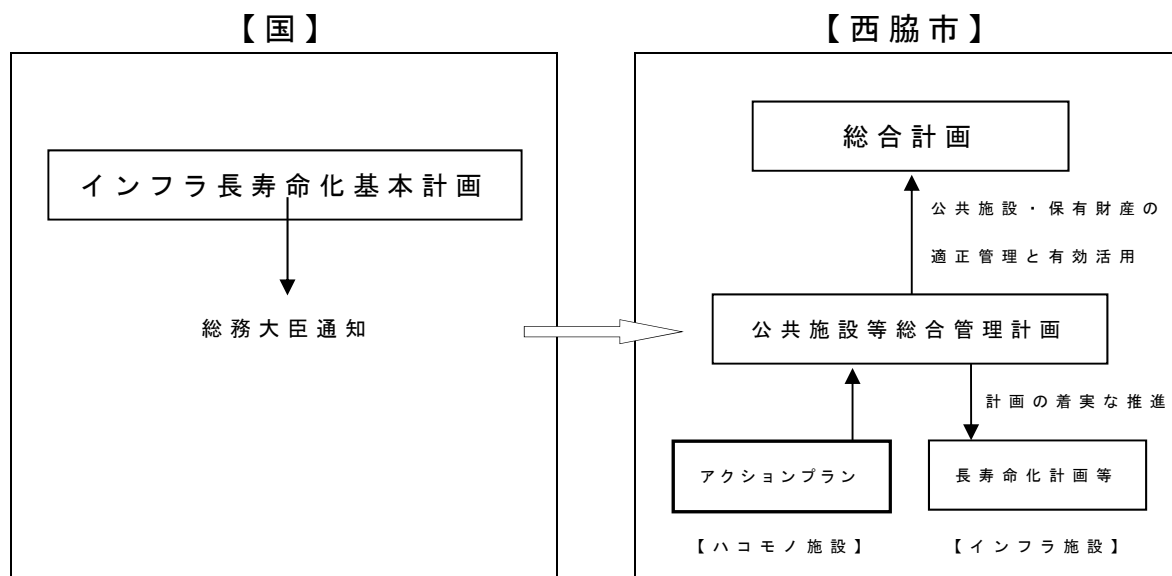 【国】
【西脇市】
インフラ長寿命化基本計画
総務大臣通知
総合計画
公共施設・保有財産の
適正管理と有効活用
公共施設等総合管理計画
計画の着実な推進
アクションプラン
長寿命化計画等
【ハコモノ施設】
【インフラ施設】